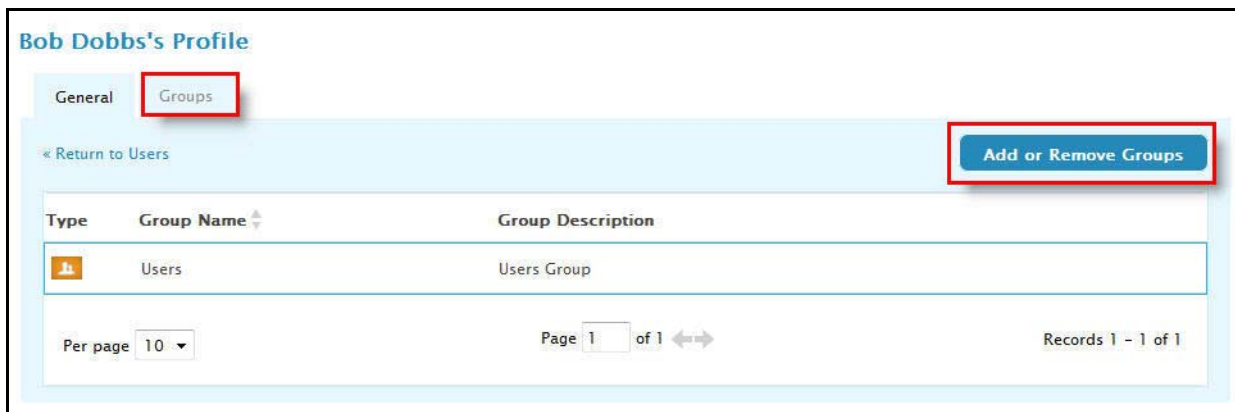 Bob Dobbs's Profile
General Groups
« Return to Users Add or Remove Groups
Type Group Name Group Description
Users Users Group
Per page 10 Page 1 of 1 Records 1 - 1 of 1